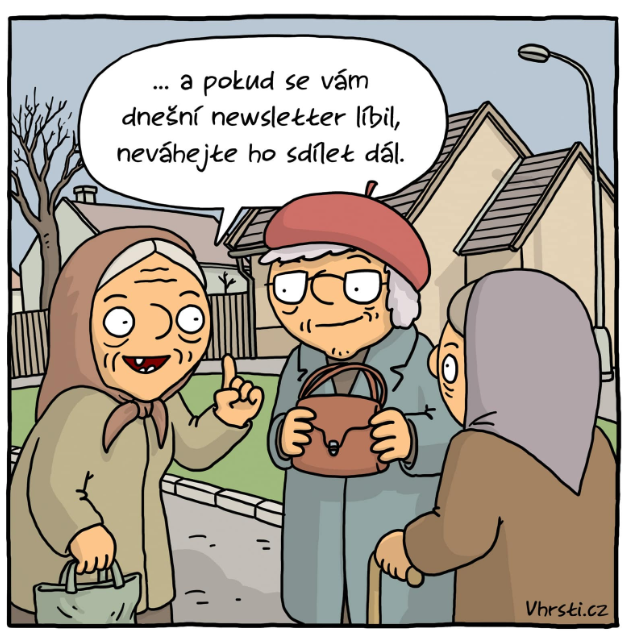 ... a pokud se vám
dnešní newsletter líbil,
neváhejte ho sdílet dál.
Vhrsti.cz